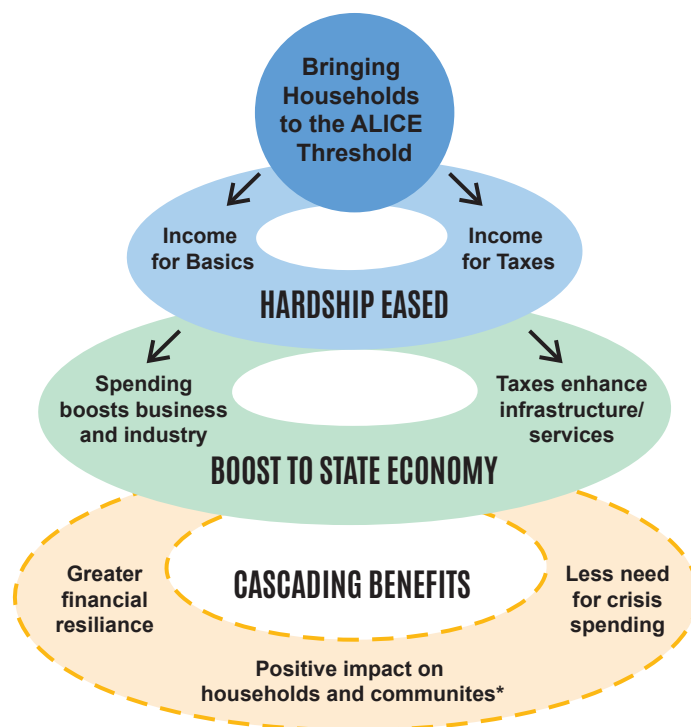 Bringing
Households
to the ALICE
Threshold
Income
for Basics
Income
for Taxes
HARDSHIP EASED
Spending
boosts business
and industry
Taxes enhance
infrastructure/
services
BOOST TO STATE ECONOMY
Greater
financial
resiliance
CASCADING BENEFITS
Less need
for crisis
spending
Positive impact on
households and communites*